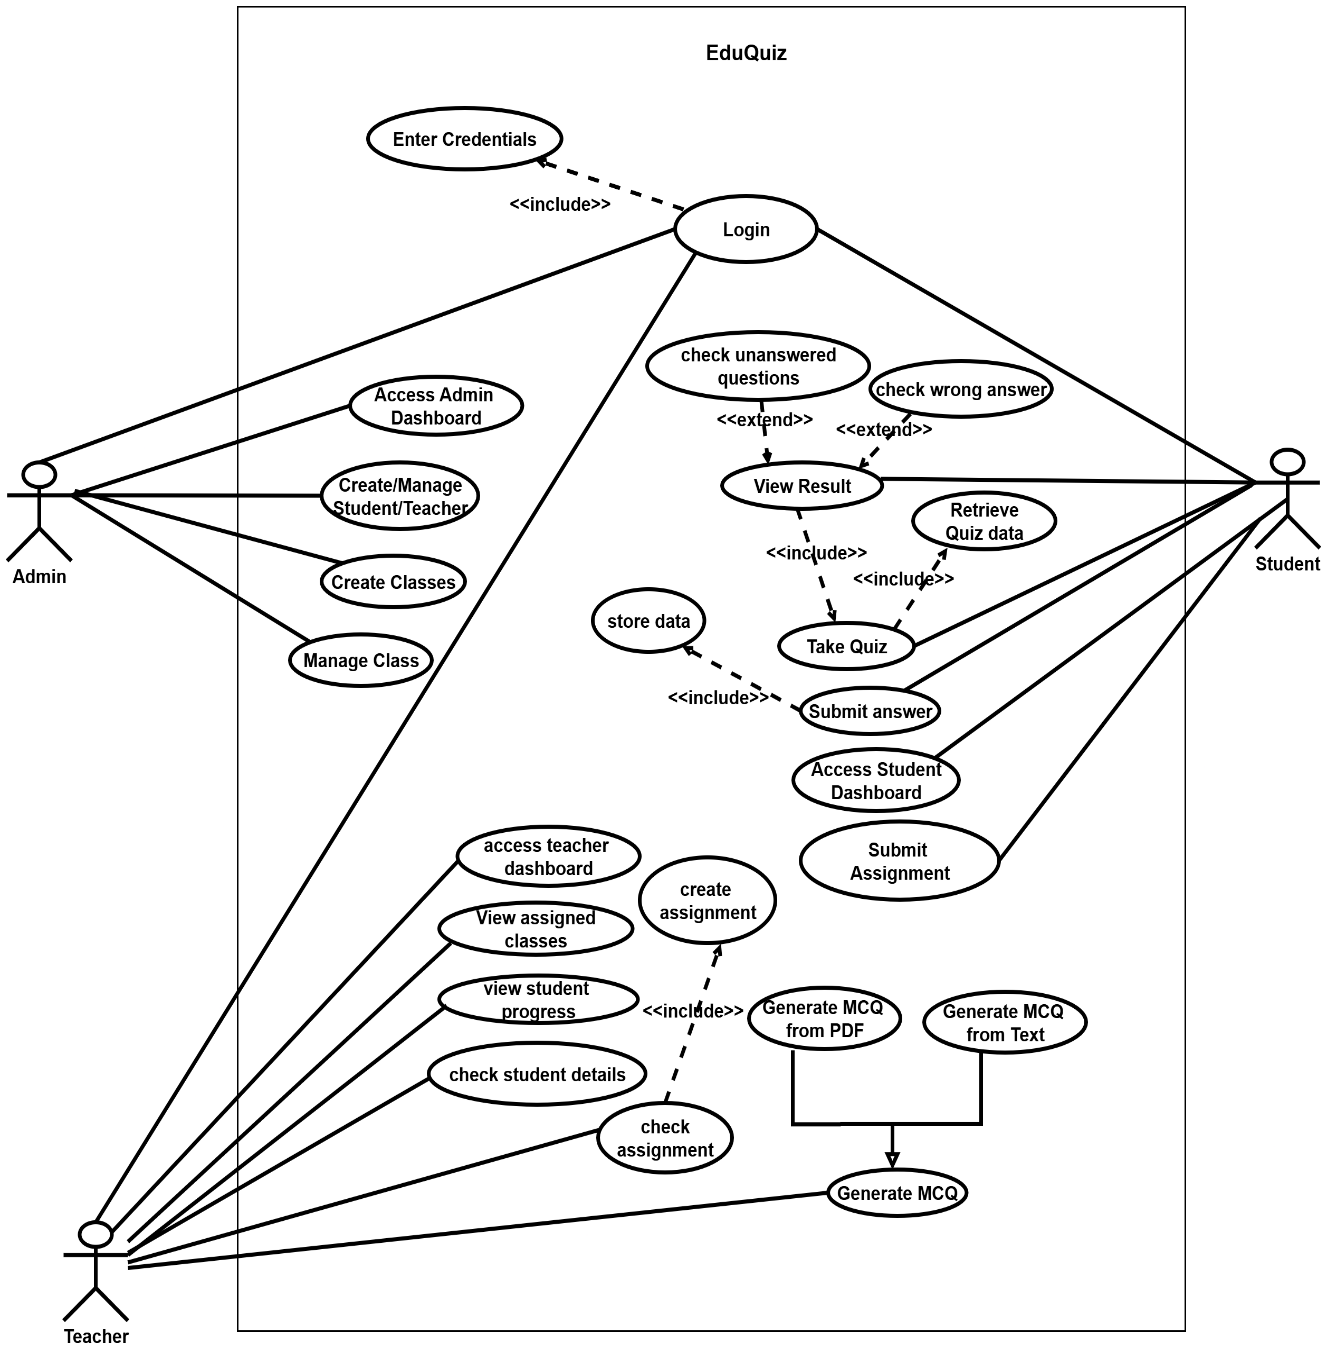 EduQuiz
Enter Credentials
<<include>>
Login
check unanswered
questions
check wrong answer
<<extend>>
<<extend>>
Access Admin
Dashboard
View Result
Create/Manage
Student/Teacher
Retrieve
Quiz data
<<include>>
<<include>>
Admin
Student
Create Classes
store data
Take Quiz
Manage Class
<<include>>
Submit answer
Access Student
Dashboard
access teacher
dashboard
Submit
Assignment
create
assignment
View assigned
classes
view student
progress
<<include>>
Generate MCQ
from PDF
Generate MCQ
from Text
check student details
check
assignment
Generate MCQ
Teacher